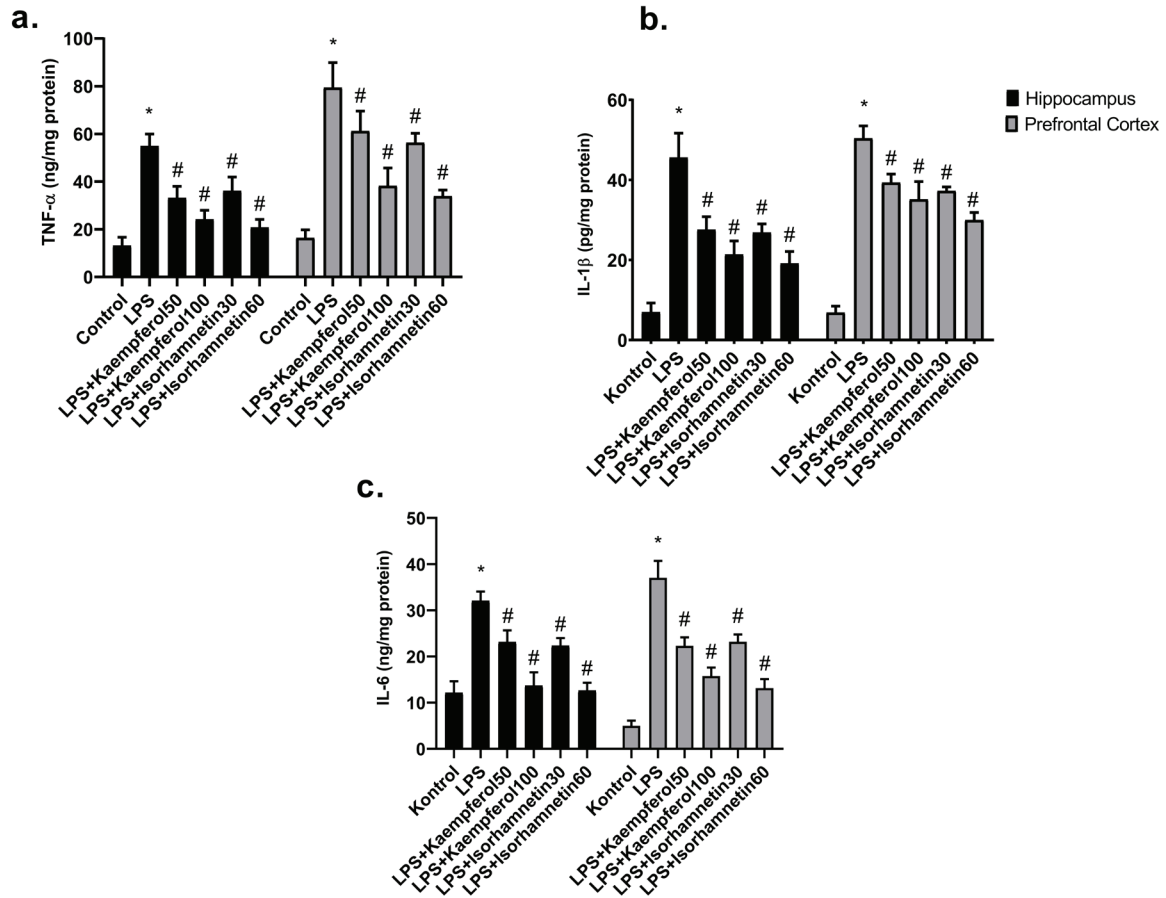 a.
TNF-α (ng/mg protein)
100
80
60
40
20
0
* # # # # * # # # #
Control
LPS
LPS+Kaempferol50
LPS+Kaempferol100
LPS+Isorhamnetin30
LPS+Isorhamnetin60
Control
LPS
LPS+Kaempferol50
LPS+Kaempferol100
LPS+Isorhamnetin30
LPS+Isorhamnetin60
b.
IL-1β (pg/mg protein)
60
40
20
0
* # # # # * # # # #
Kontrol
LPS
LPS+Kaempferol50
LPS+Kaempferol100
LPS+Isorhamnetin30
LPS+Isorhamnetin60
Kontrol
LPS
LPS+Kaempferol50
LPS+Kaempferol100
LPS+Isorhamnetin30
LPS+Isorhamnetin60
Hippocampus
Prefrontal Cortex
c.
IL-6 (ng/mg protein)
50
40
30
20
10
0
* # # # # * # # # #
Kontrol
LPS
LPS+Kaempferol50
LPS+Kaempferol100
LPS+Isorhamnetin30
LPS+Isorhamnetin60
Kontrol
LPS
LPS+Kaempferol50
LPS+Kaempferol100
LPS+Isorhamnetin30
LPS+Isorhamnetin60